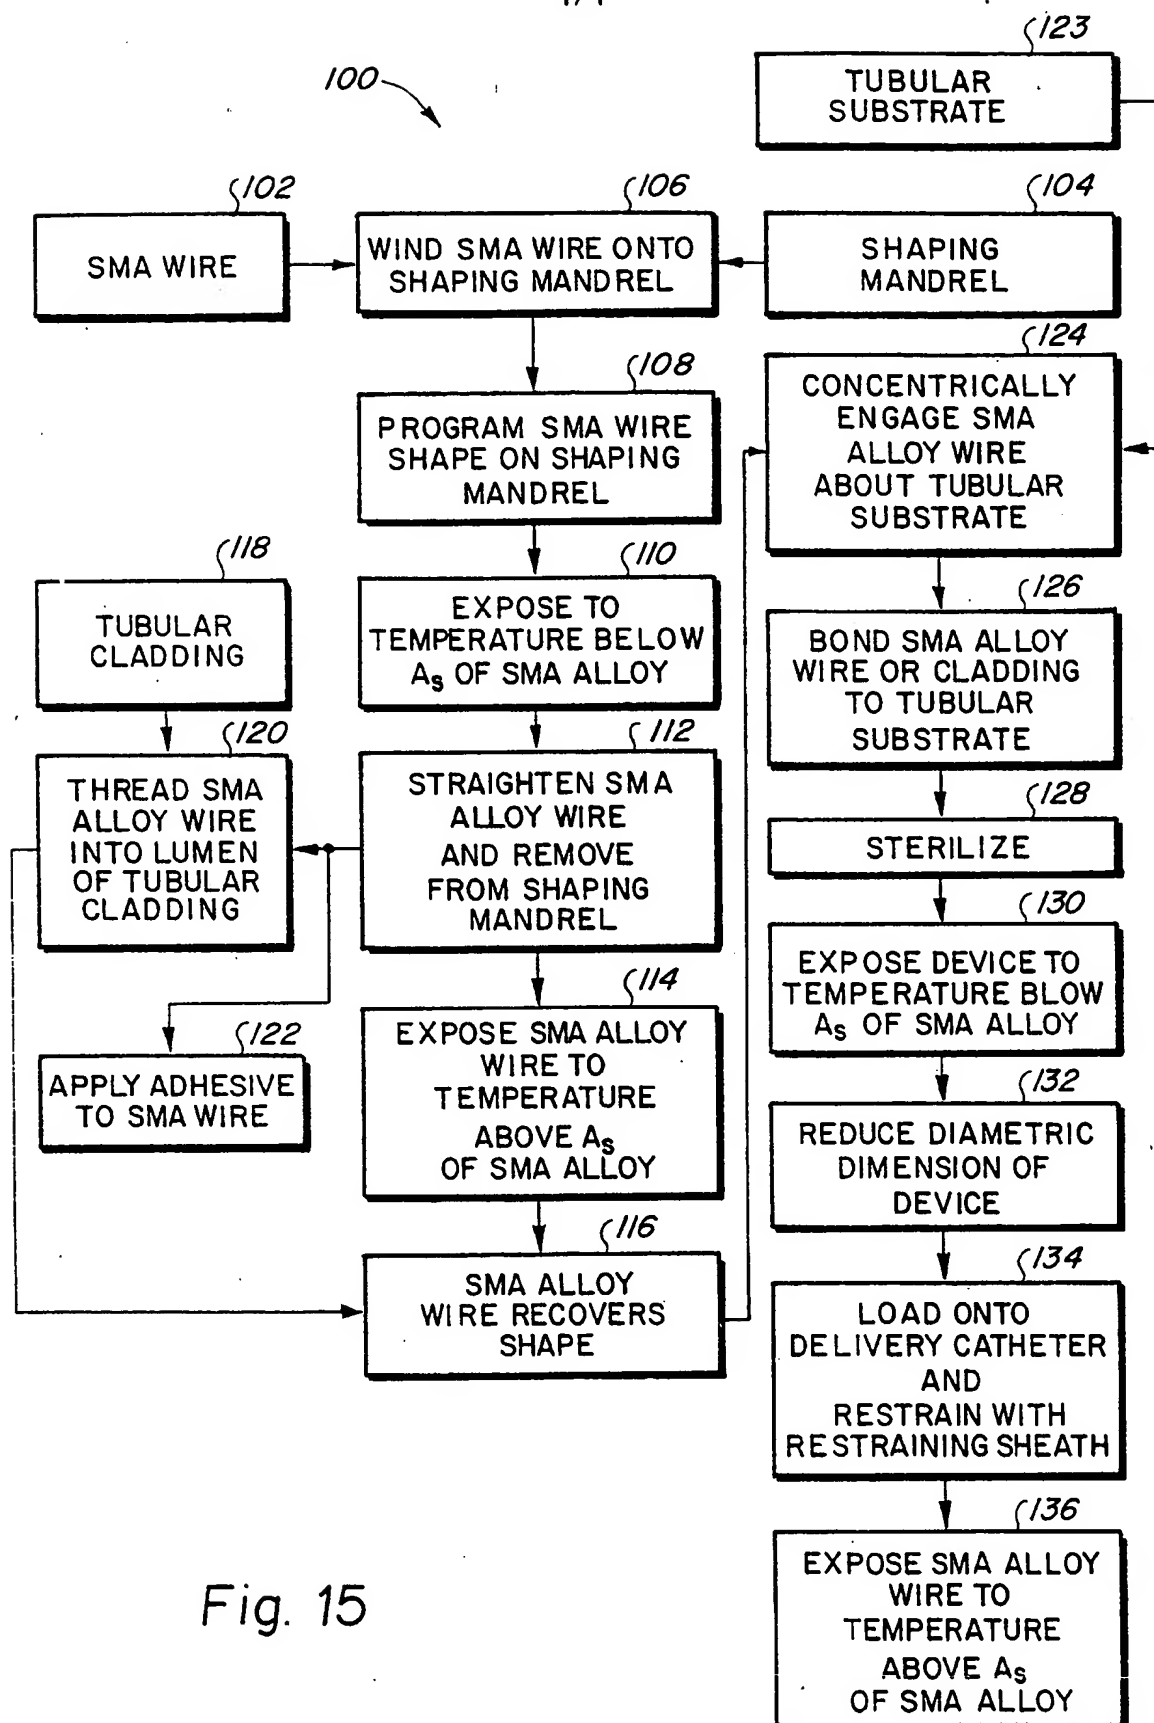 123
TUBULAR
SUBSTRATE
100
102
SMA WIRE
106
WIND SMA WIRE ONTO
SHAPING MANDREL
104
SHAPING
MANDREL
108
PROGRAM SMA WIRE
SHAPE ON SHAPING
MANDREL
110
EXPOSE TO
TEMPERATURE BELOW
As OF SMA ALLOY
118
TUBULAR
CLADDING
120
THREAD SMA
ALLOY WIRE
INTO LUMEN
OF TUBULAR
CLADDING
112
STRAIGHTEN SMA
ALLOY WIRE
AND REMOVE
FROM SHAPING
MANDREL
122
APPLY ADHESIVE
TO SMA WIRE
114
EXPOSE SMA ALLOY
WIRE TO
TEMPERATURE
ABOVE As
OF SMA ALLOY
116
SMA ALLOY
WIRE RECOVERS
SHAPE
124
CONCENTRICALLY
ENGAGE SMA
ALLOY WIRE
ABOUT TUBULAR
SUBSTRATE
126
BOND SMA ALLOY
WIRE OR CLADDING
TO TUBULAR
SUBSTRATE
128
STERILIZE
130
EXPOSE DEVICE TO
TEMPERATURE BLOW
As OF SMA ALLOY
132
REDUCE DIAMETRIC
DIMENSION OF
DEVICE
134
LOAD ONTO
DELIVERY CATHETER
AND
RESTRAIN WITH
RESTRAINING SHEATH
136
EXPOSE SMA ALLOY
WIRE TO
TEMPERATURE
ABOVE As
OF SMA ALLOY
Fig. 15